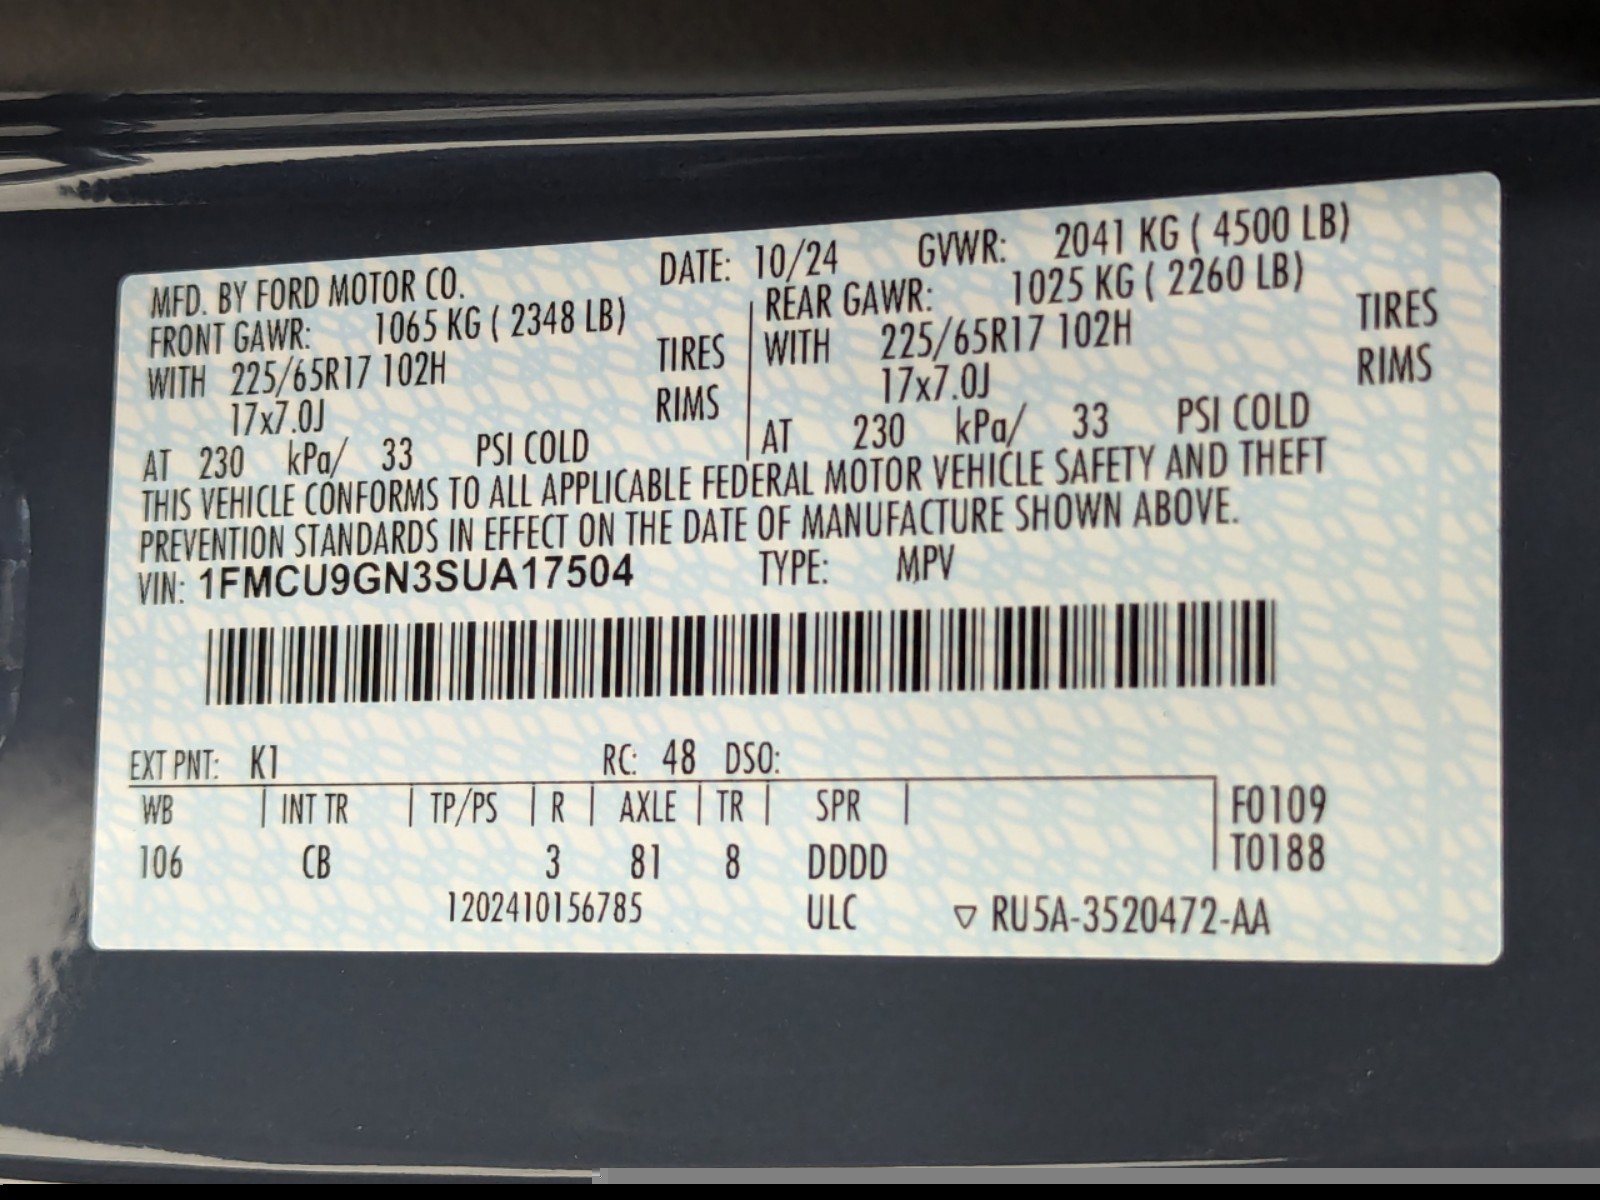 MFD. BY FORD MOTOR CO. DATE: 10/24 GVWR: 2041 KG ( 4500 LB)
FRONT GAWR: 1065 KG ( 2348 LB) REAR GAWR: 1025 KG ( 2260 LB)
WITH 225/65R17 102H TIRES WITH 225/65R17 102H TIRES
17x7.0J RIMS 17x7.0J RIMS
AT 230 kPa/ 33 PSI COLD AT 230 kPa/ 33 PSI COLD
THIS VEHICLE CONFORMS TO ALL APPLICABLE FEDERAL MOTOR VEHICLE SAFETY AND THEFT
PREVENTION STANDARDS IN EFFECT ON THE DATE OF MANUFACTURE SHOWN ABOVE.
VIN: 1FMCU9GN3SUA17504 TYPE: MPV
EXT PNT: K1 RC: 48 DSO:
WB | INT TR | TP/PS | R | AXLE | TR | SPR | F0109
106 CB 3 81 8 DDDD T0188
1202410156785 ULC ▽ RU5A-3520472-AA